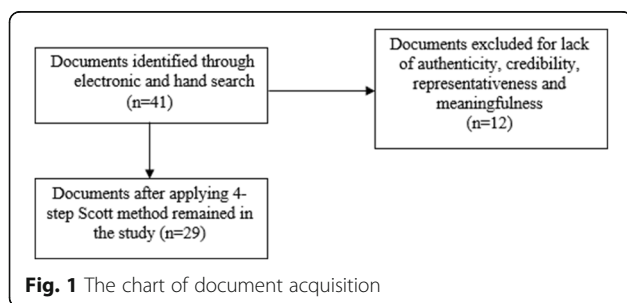 Documents identified through
electronic and hand search
(n=41)
Documents excluded for lack
of authenticity, credibility,
representativeness and
meaningfulness
(n=12)
Documents after applying 4-
step Scott method remained in
the study (n=29)
Fig. 1 The chart of document acquisition